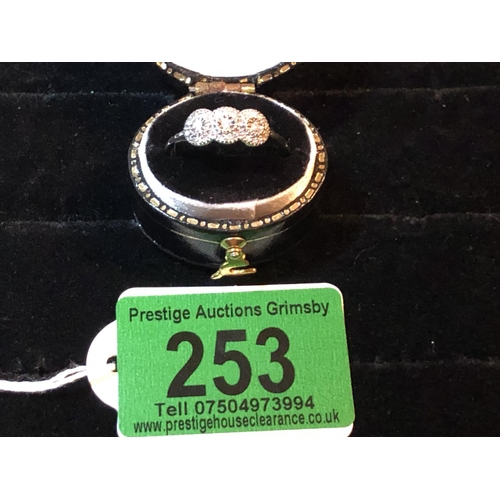 Prestige Auctions Grimsby
253
Tell 07504973994
www.prestigehouseclearance.co.uk